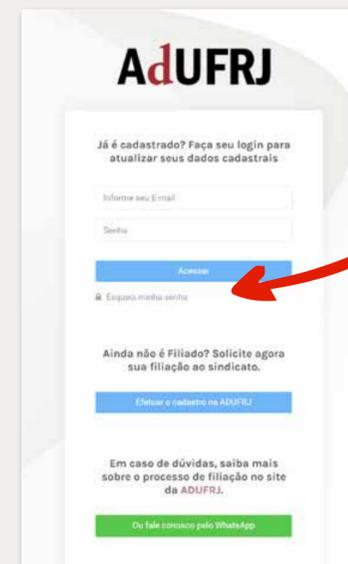 AdUFRJ
Já é cadastrado? Faça seu login para
atualizar seus dados cadastrais
Informe seu E-mail
Senha
Acessar
Esqueci minha senha
Ainda não é Filiado? Solicite agora
sua filiação ao sindicato.
Efetuar o cadastro na ADUFRJ
Em caso de dúvidas, saiba mais
sobre o processo de filiação no site
da ADUFRJ.
Ou fale conosco pelo WhatsApp